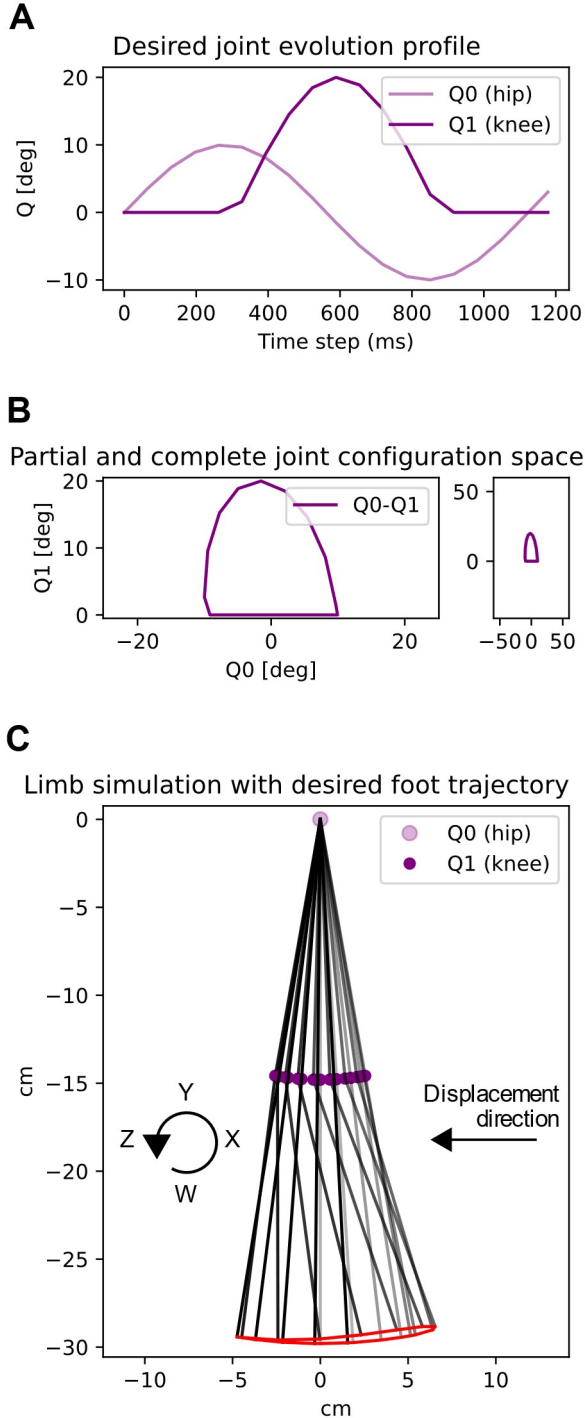 A
Desired joint evolution profile
20
10
0
−10
Q [deg]
Q0 (hip)
Q1 (knee)
0 200 400 600 800 1000 1200
Time step (ms)
B
Partial and complete joint configuration space
20
10
0
Q1 [deg]
Q0-Q1
−20 0 20
Q0 [deg]
50
0
−50 0 50
C
Limb simulation with desired foot trajectory
0
−5
−10
−15
−20
−25
−30
cm
Q0 (hip)
Q1 (knee)
Displacement
direction
Y
Z X
W
−10 −5 0 5 10
cm